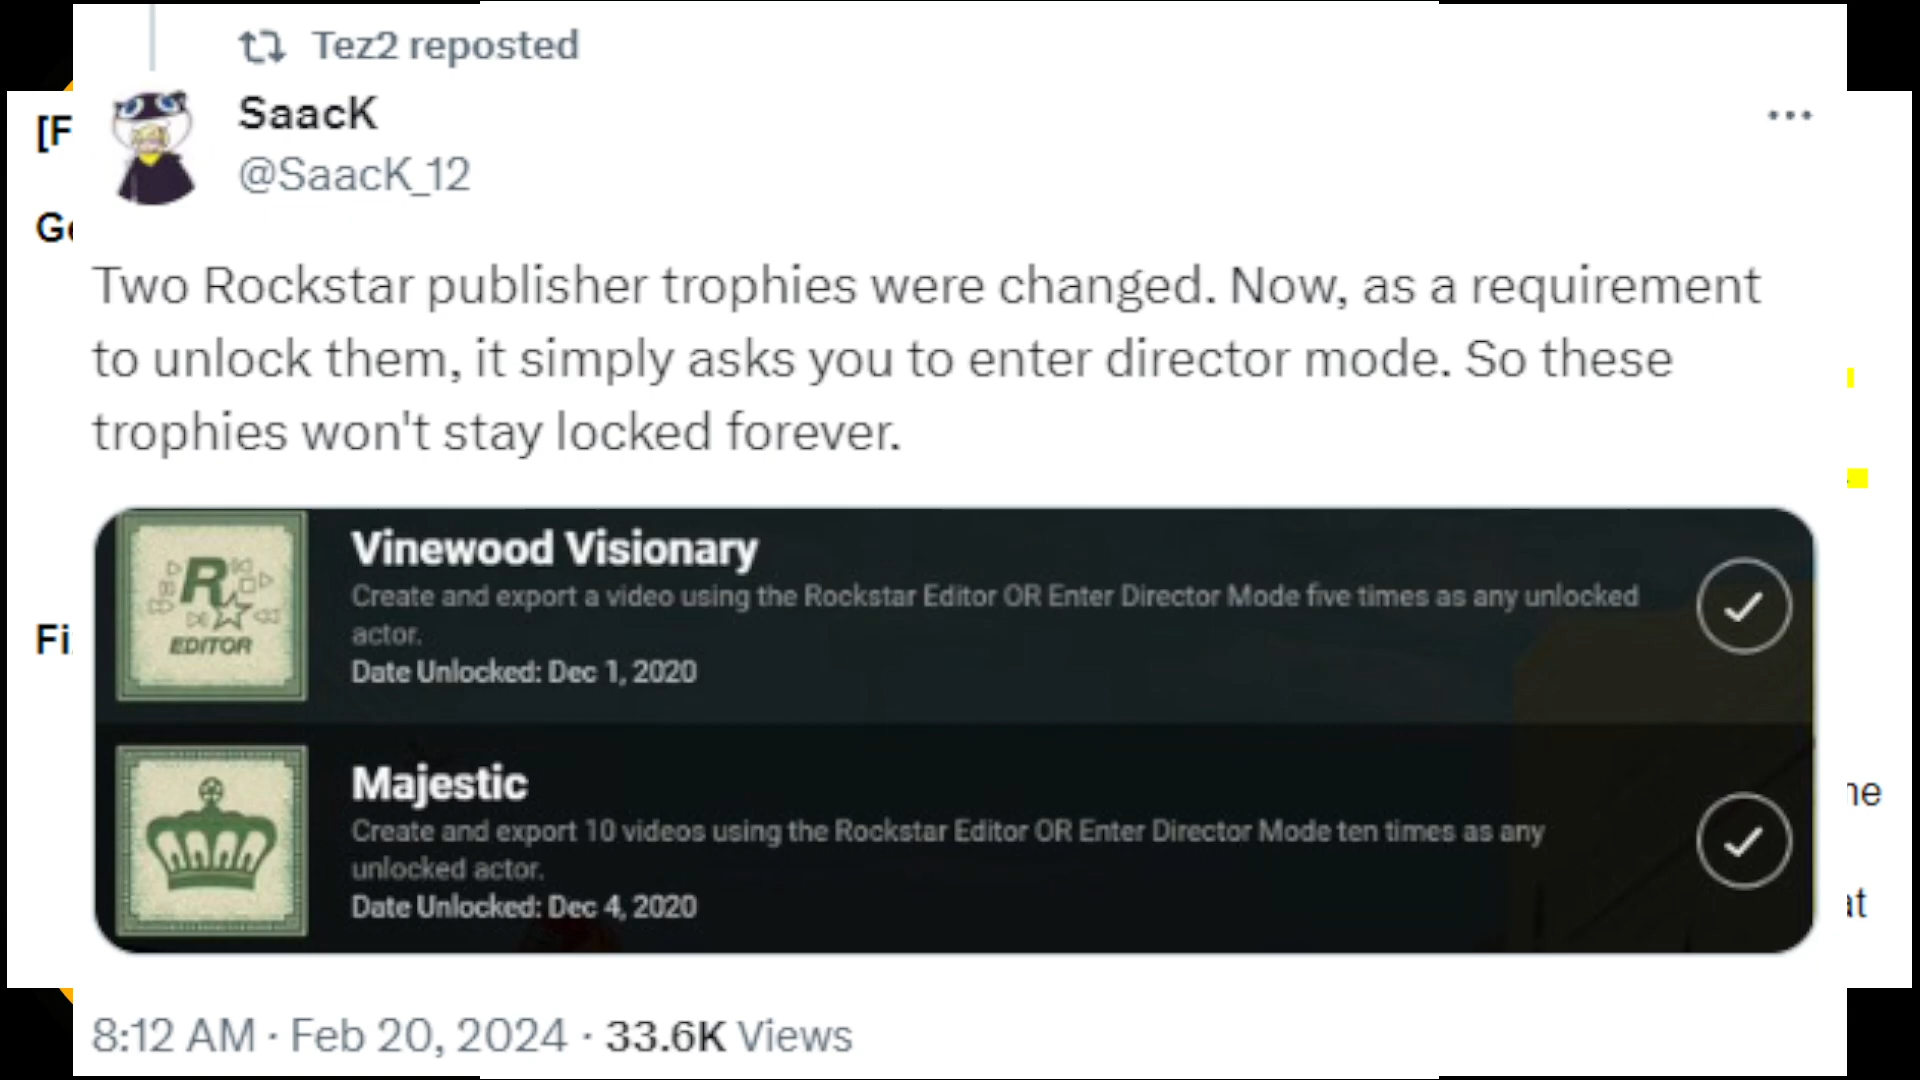 Tez2 reposted
SaacK
@SaacK_12
[F
Ge
Two Rockstar publisher trophies were changed. Now, as a requirement
to unlock them, it simply asks you to enter director mode. So these
trophies won't stay locked forever.
Vinewood Visionary
Create and export a video using the Rockstar Editor OR Enter Director Mode five times as any unlocked
actor.
Date Unlocked: Dec 1, 2020
R
EDITOR
Fi
Majestic
Create and export 10 videos using the Rockstar Editor OR Enter Director Mode ten times as any
unlocked actor.
Date Unlocked: Dec 4, 2020
ne
at
8:12 AM · Feb 20, 2024 · 33.6K Views